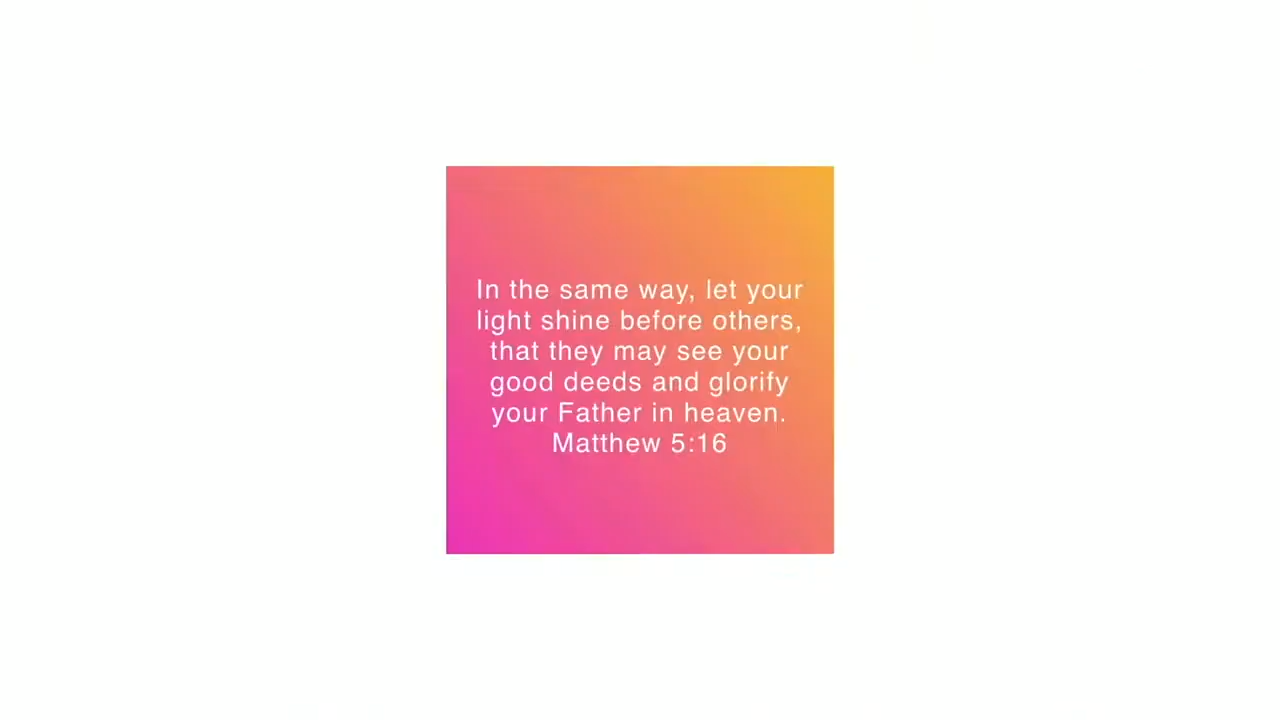 In the same way, let your
light shine before others,
that they may see your
good deeds and glorify
your Father in heaven.
Matthew 5:16